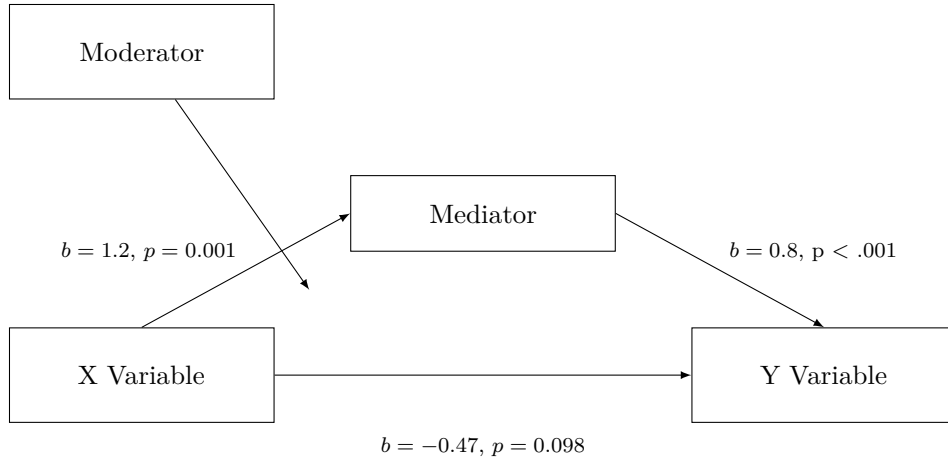 Moderator
Mediator
b = 1.2, p = 0.001
b = 0.8, p < .001
X Variable
Y Variable
b = −0.47, p = 0.098